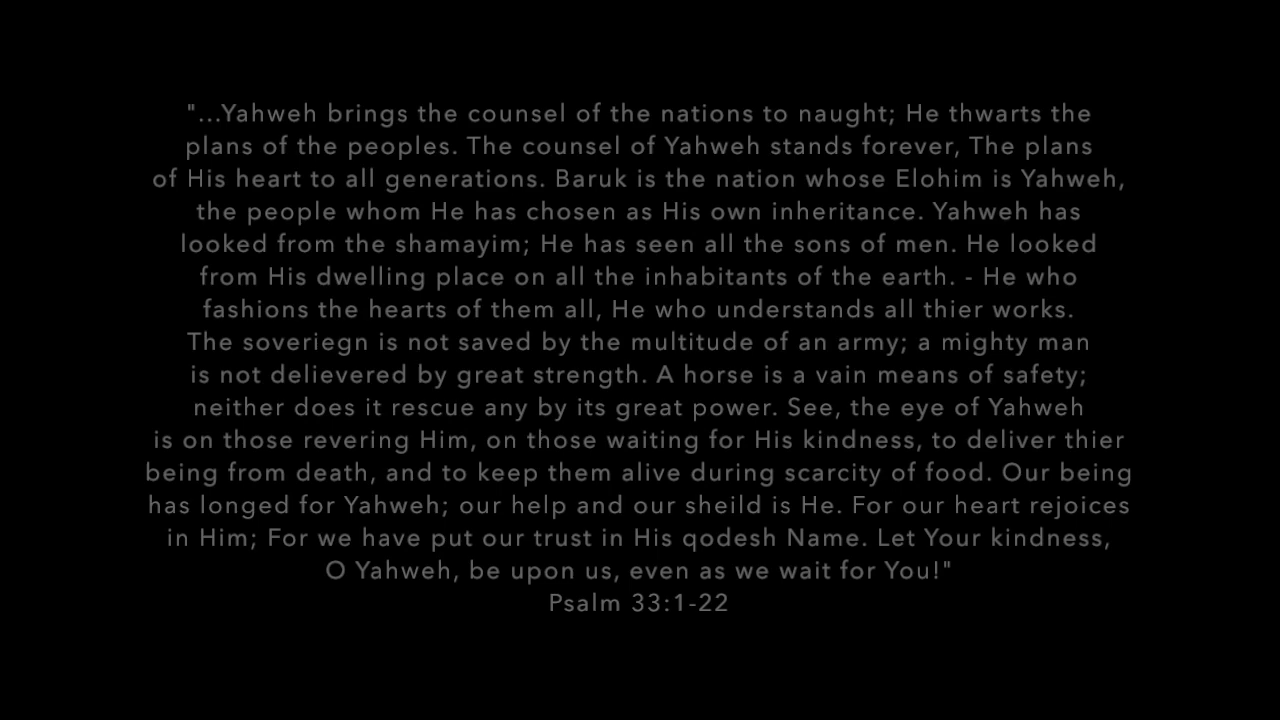 "...Yahweh brings the counsel of the nations to naught; He thwarts the
plans of the peoples. The counsel of Yahweh stands forever, The plans
of His heart to all generations. Baruk is the nation whose Elohim is Yahweh,
the people whom He has chosen as His own inheritance. Yahweh has
looked from the shamayim; He has seen all the sons of men. He looked
from His dwelling place on all the inhabitants of the earth. - He who
fashions the hearts of them all, He who understands all thier works.
The soveriegn is not saved by the multitude of an army; a mighty man
is not delievered by great strength. A horse is a vain means of safety;
neither does it rescue any by its great power. See, the eye of Yahweh
is on those revering Him, on those waiting for His kindness, to deliver thier
being from death, and to keep them alive during scarcity of food. Our being
has longed for Yahweh; our help and our sheild is He. For our heart rejoices
in Him; For we have put our trust in His qodesh Name. Let Your kindness,
O Yahweh, be upon us, even as we wait for You!"
Psalm 33:1-22